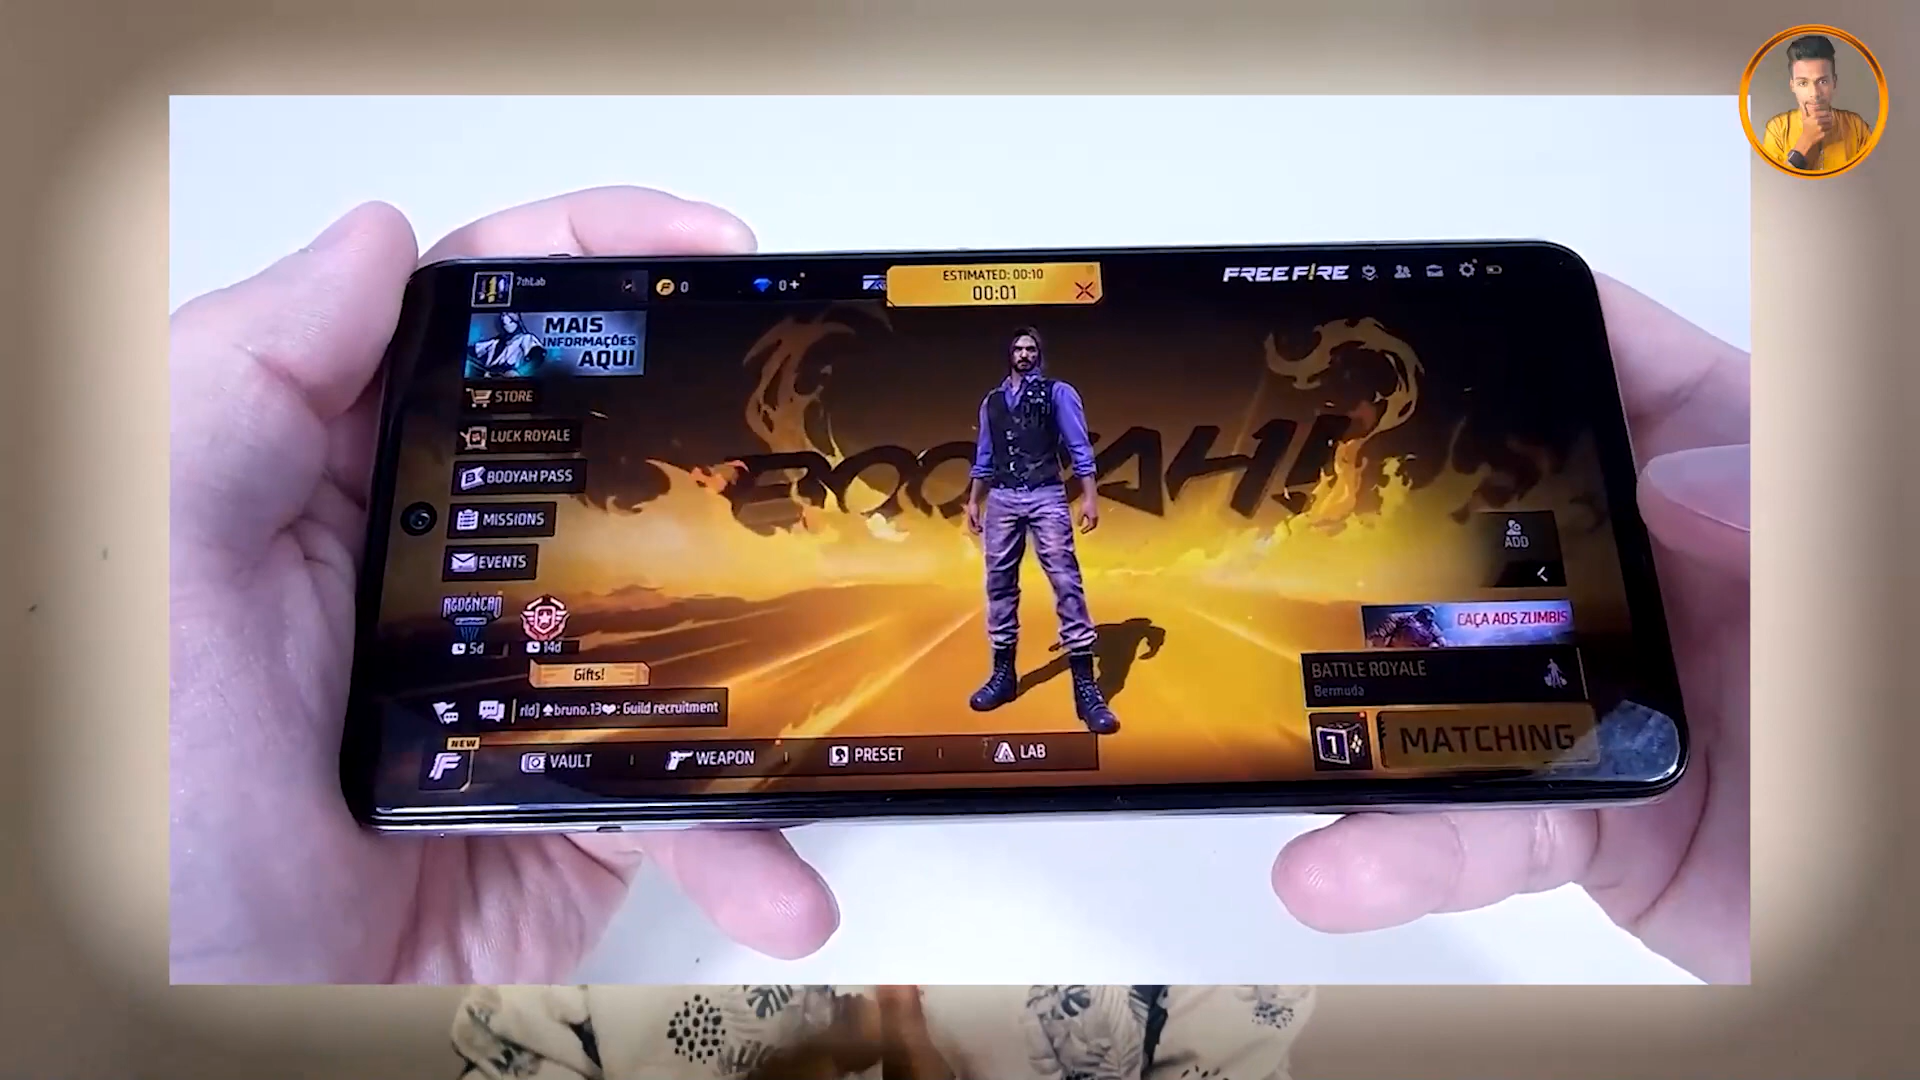 7thLab
0
0+
ESTIMATED: 00:10
00:01
FREE FIRE
MAIS
INFORMAÇÕES
AQUI
STORE
LUCK ROYALE
BOOYAH PASS
MISSIONS
EVENTS
BOOYAH!
ADD
REDENÇÃO
5d
14d
CAÇA AOS ZUMBIS
Gifts!
BATTLE ROYALE
Bermuda
rld] ♠bruno.13❤: Guild recruitment
NEW
VAULT
WEAPON
PRESET
LAB
1
MATCHING